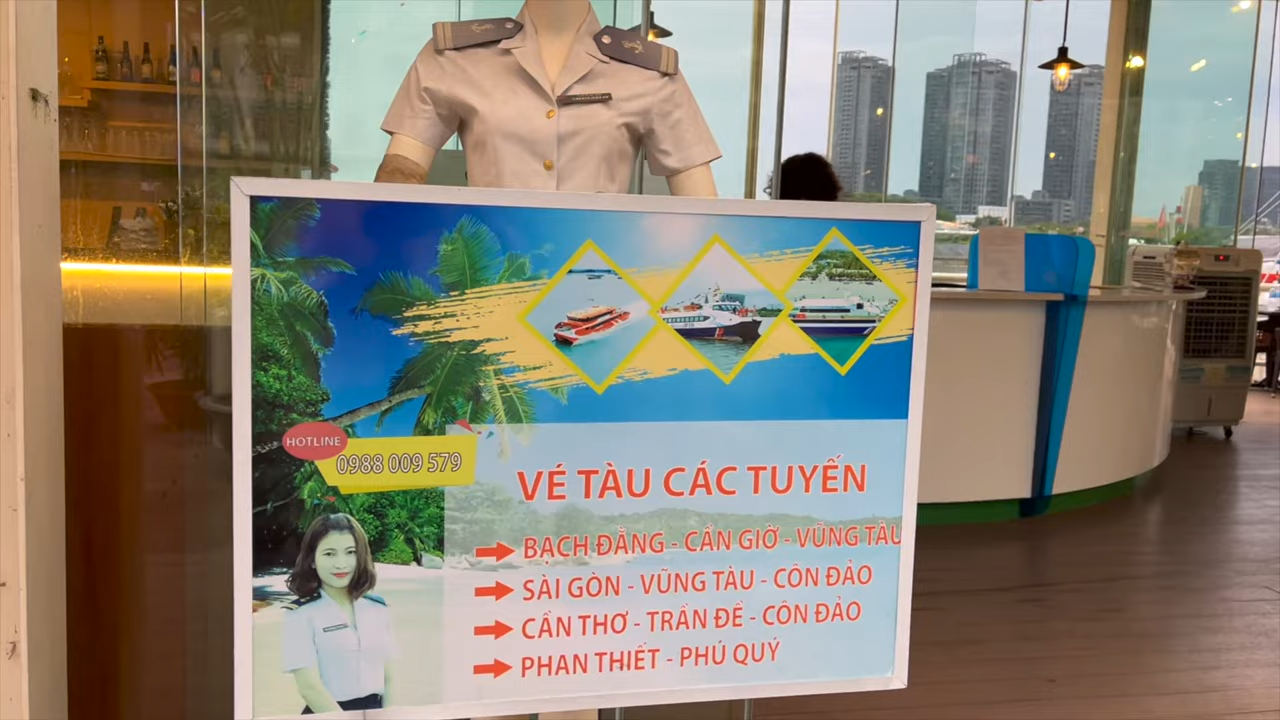 HOTLINE
0988 009 579
VÉ TÀU CÁC TUYẾN
BẠCH ĐẰNG - CẦN GIỜ - VŨNG TÀU
SÀI GÒN - VŨNG TÀU - CÔN ĐẢO
CẦN THƠ - TRẦN ĐỀ - CÔN ĐẢO
PHAN THIẾT - PHÚ QUÝ